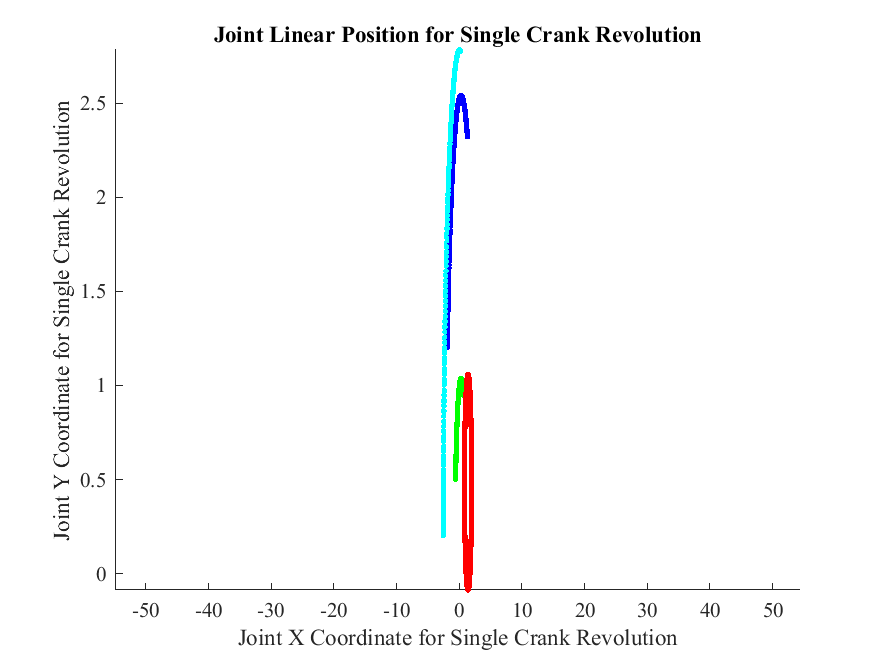 Joint Linear Position for Single Crank Revolution
Joint Y Coordinate for Single Crank Revolution
2.5
2
1.5
1
0.5
0
-50 -40 -30 -20 -10 0 10 20 30 40 50
Joint X Coordinate for Single Crank Revolution